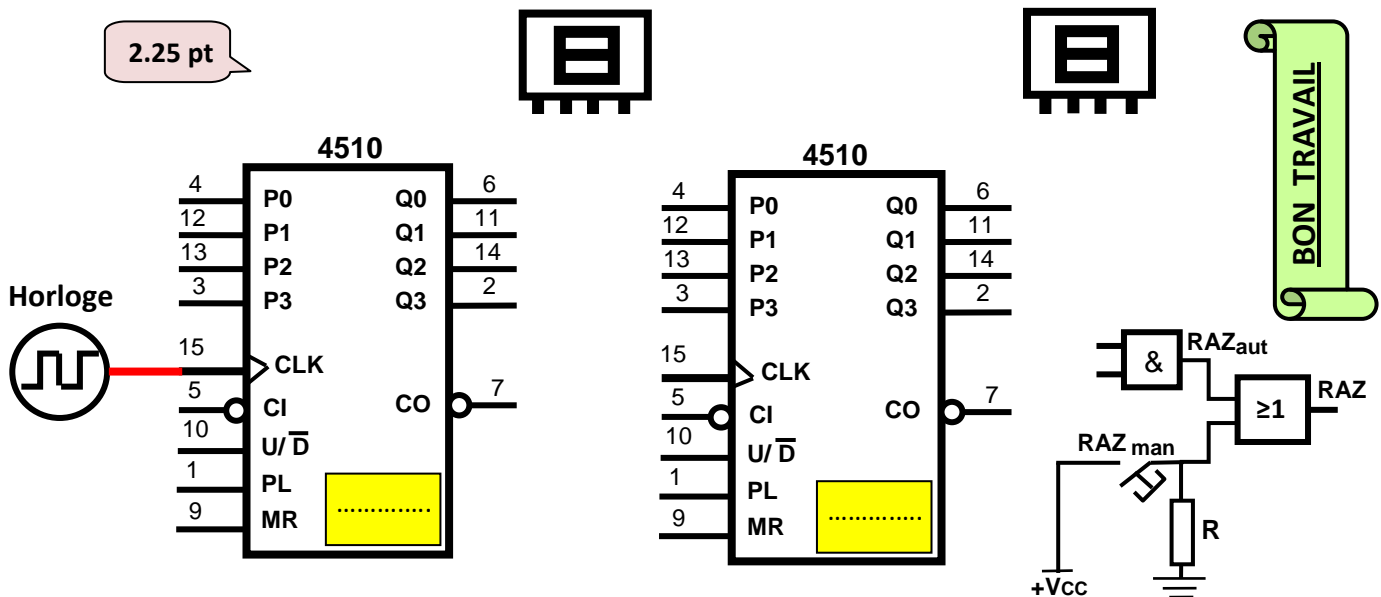 2.25 pt
BON TRAVAIL
4510
4 P0 Q0 6
12 P1 Q1 11
13 P2 Q2 14
3 P3 Q3 2
Horloge
15 CLK
5 CI CO 7
10 U/ D̅
1 PL
9 MR
…………..
4510
4 P0 Q0 6
12 P1 Q1 11
13 P2 Q2 14
3 P3 Q3 2
15 CLK
5 CI CO 7
10 U/ D̅
1 PL
9 MR
…………..
& RAZaut
≥1 RAZ
RAZ man
R
+Vcc